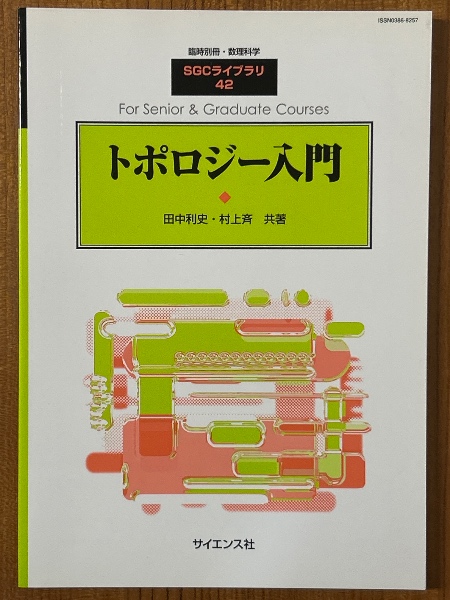 ISSN0386-8257
臨時別冊・数理科学
SGCライブラリ
42
For Senior & Graduate Courses
トポロジー入門
田中利史・村上斉 共著
サイエンス社